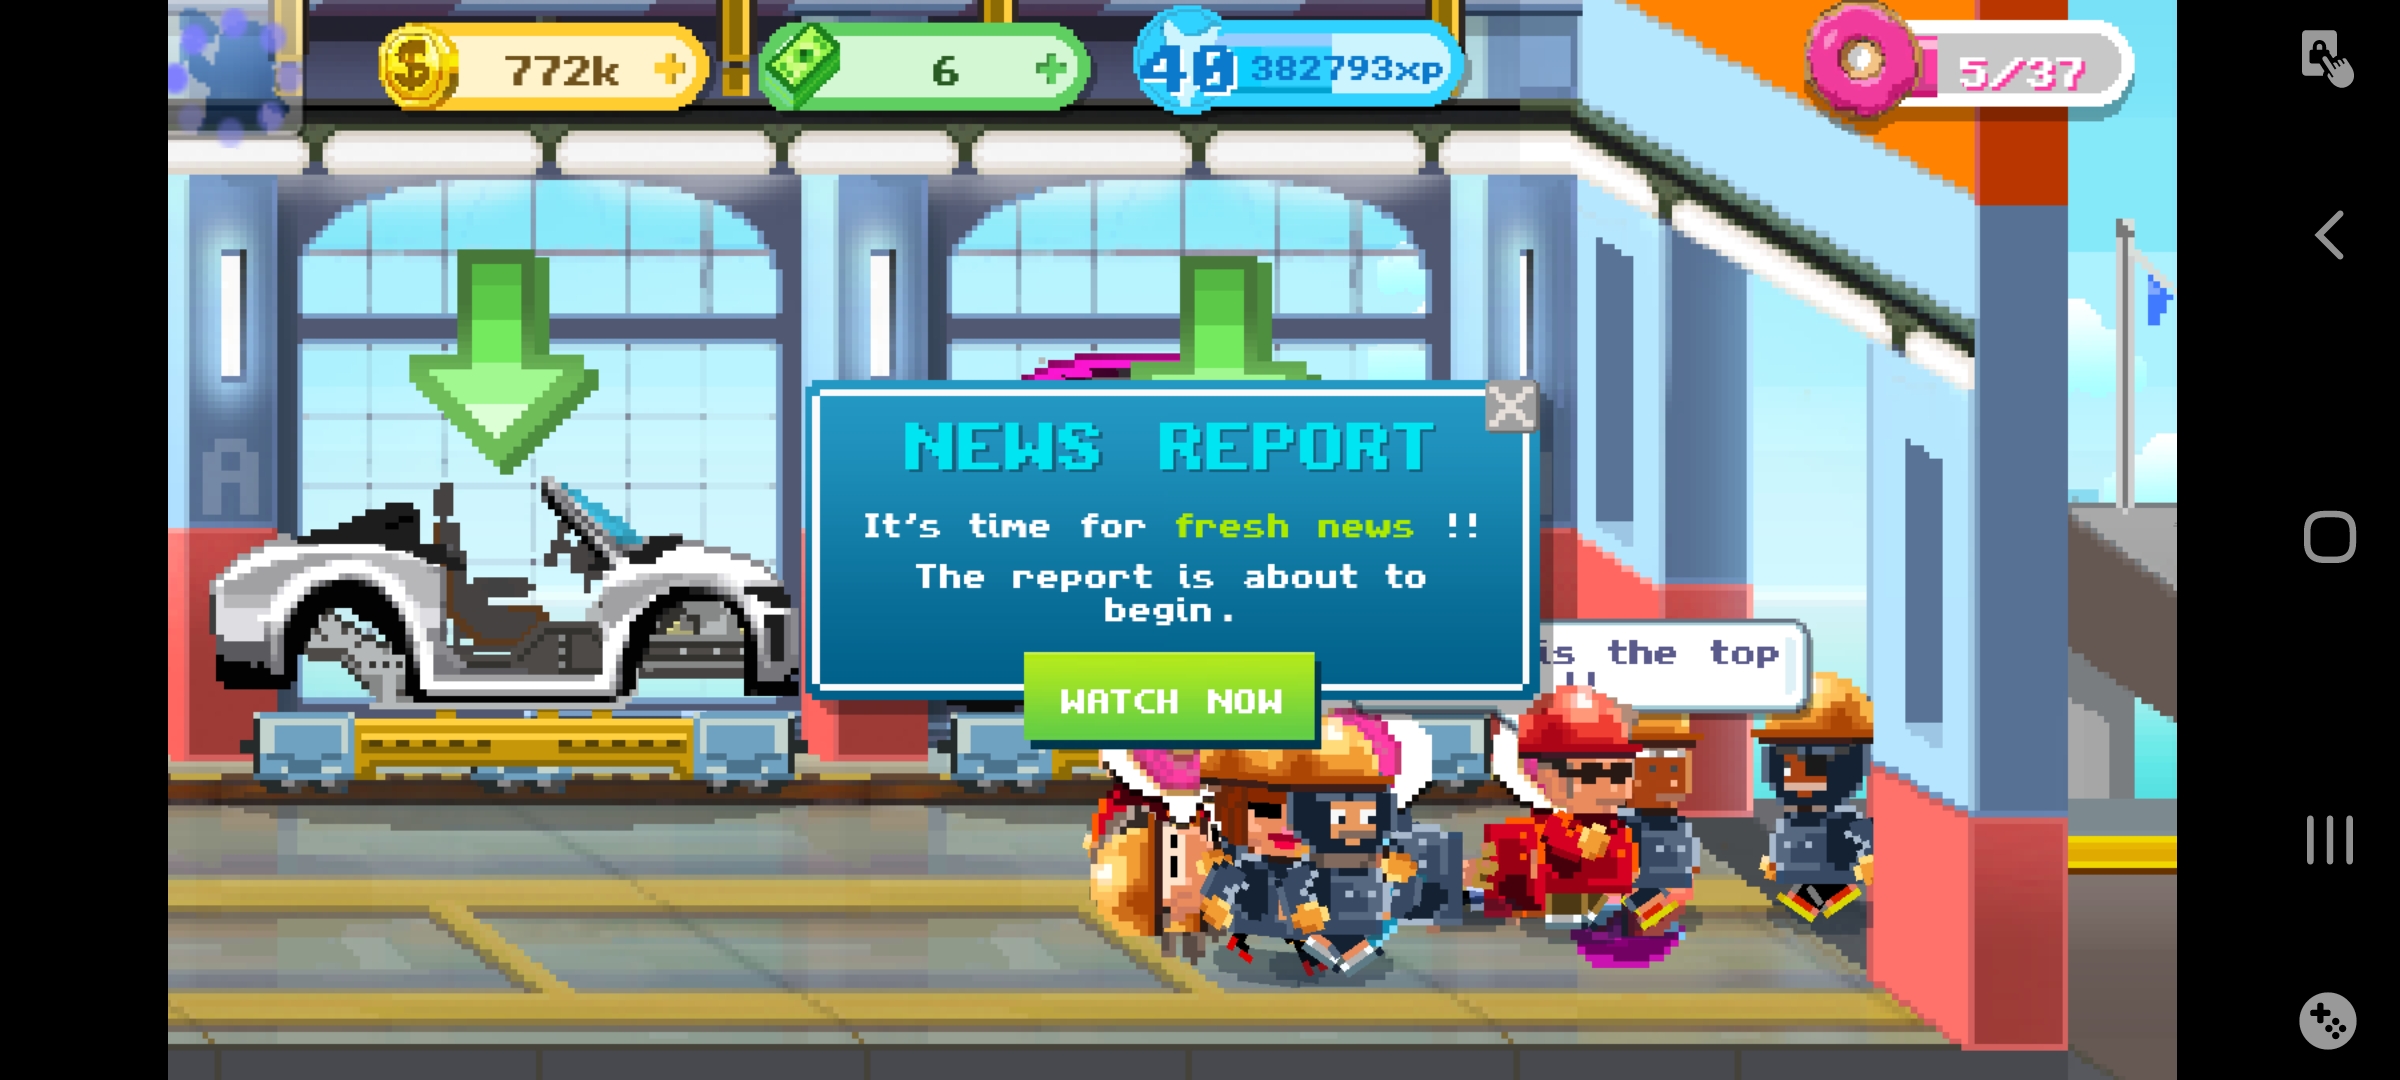 772k
6
40 382793xp
5/37
A
NEWS REPORT
It's time for fresh news !!
The report is about to
begin.
WATCH NOW
is the top
!!